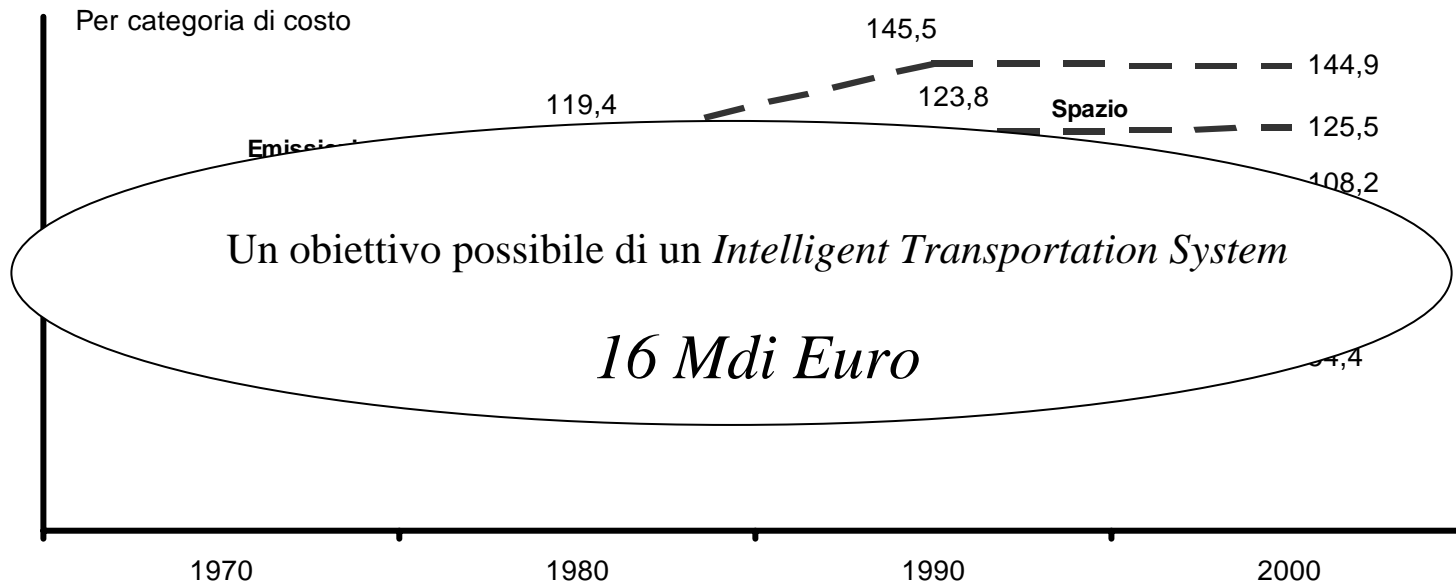 Per categoria di costo
145,5
144,9
123,8
119,4
Spazio
125,5
108,2
Un obiettivo possibile di un Intelligent Transportation System
16 Mdi Euro
1970 1980 1990 2000